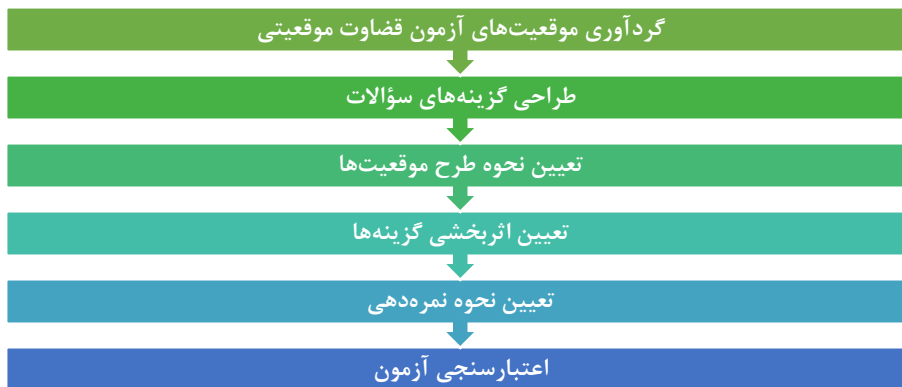 گردآوری موقعیت‌های آزمون قضاوت موقعیتی
طراحی گزینه‌های سؤالات
تعیین نحوه طرح موقعیت‌ها
تعیین اثربخشی گزینه‌ها
تعیین نحوه نمره‌دهی
اعتبارسنجی آزمون